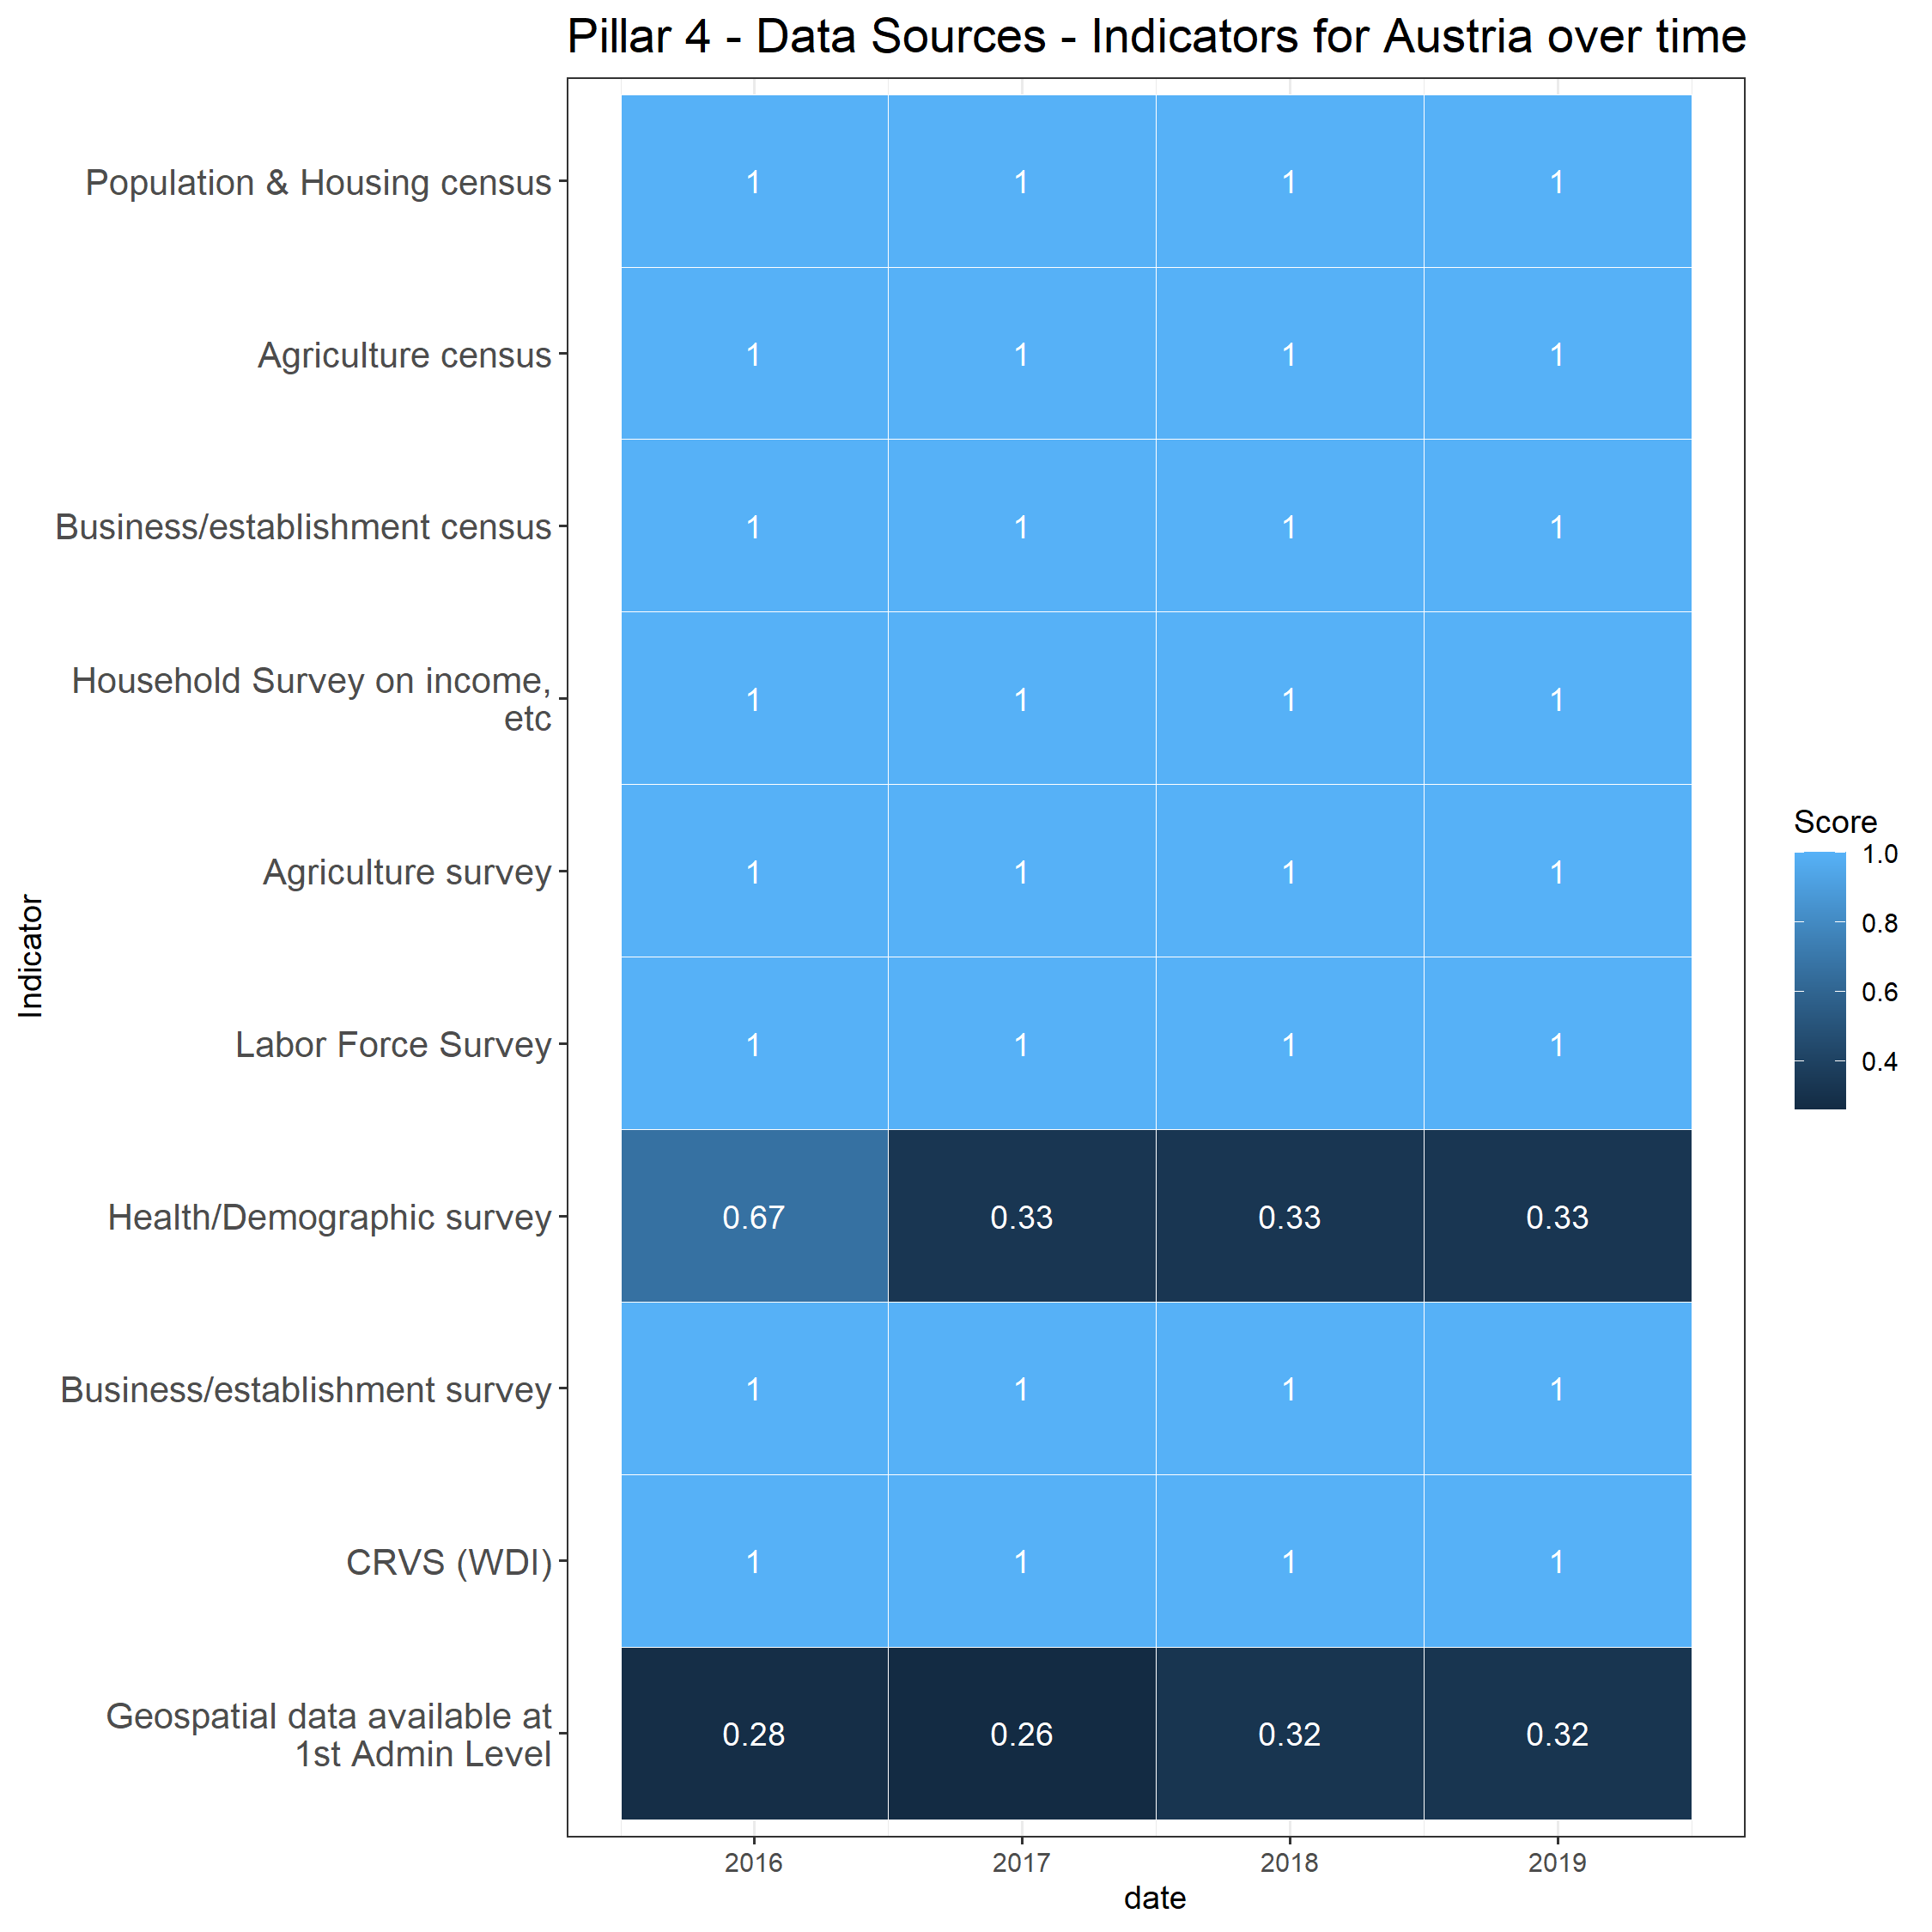 Pillar 4 - Data Sources - Indicators for Austria over time
Indicator
Population & Housing census
1 1 1 1
Agriculture census
1 1 1 1
Business/establishment census
1 1 1 1
Household Survey on income,
etc
1 1 1 1
Agriculture survey
1 1 1 1
Labor Force Survey
1 1 1 1
Health/Demographic survey
0.67 0.33 0.33 0.33
Business/establishment survey
1 1 1 1
CRVS (WDI)
1 1 1 1
Geospatial data available at
1st Admin Level
0.28 0.26 0.32 0.32
2016 2017 2018 2019
date
Score
1.0
0.8
0.6
0.4